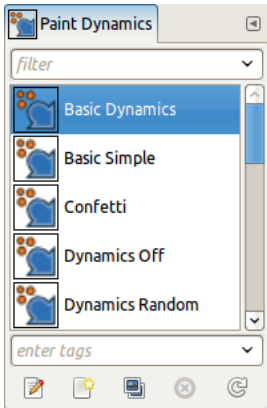 Paint Dynamics
filter
Basic Dynamics
Basic Simple
Confetti
Dynamics Off
Dynamics Random
enter tags